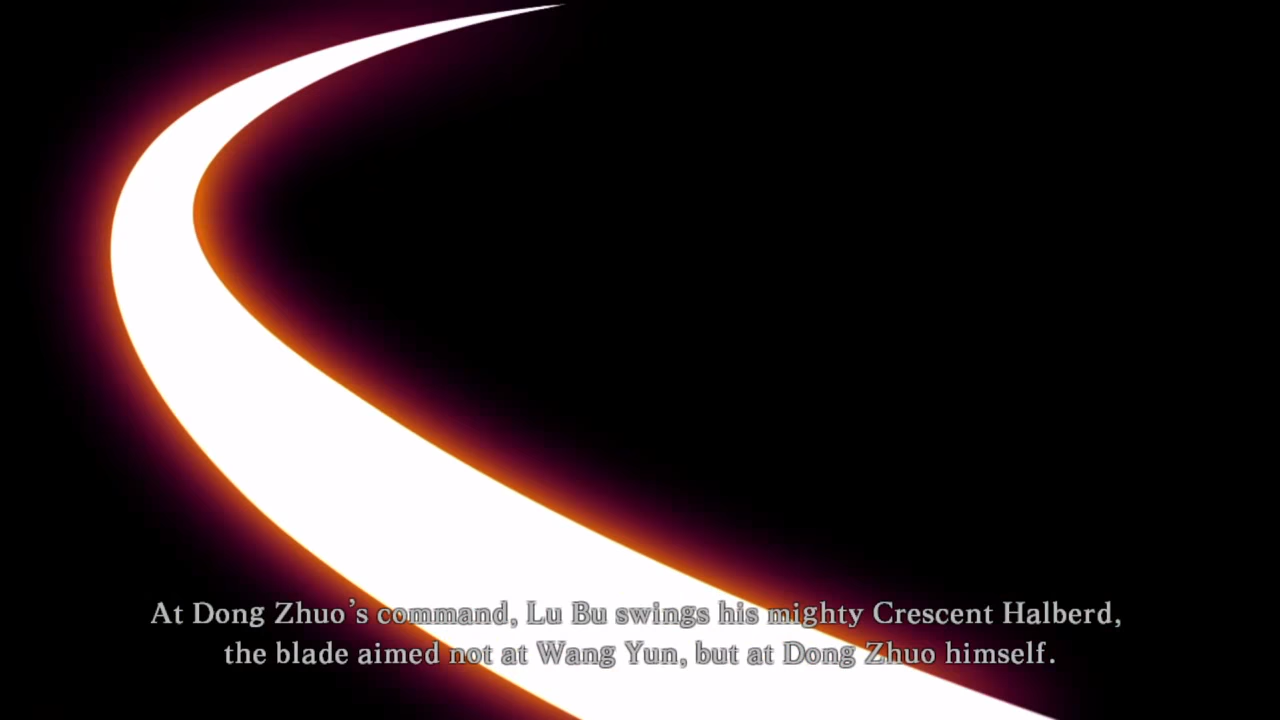 At Dong Zhuo’s command, Lu Bu swings his mighty Crescent Halberd,
the blade aimed not at Wang Yun, but at Dong Zhuo himself.